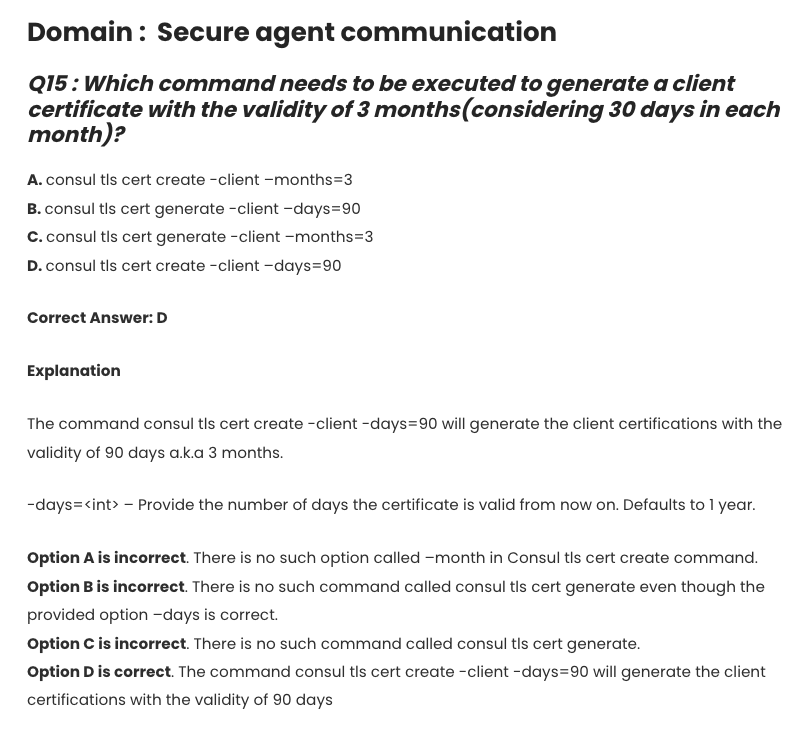 Domain :  Secure agent communication
Q15 : Which command needs to be executed to generate a client
certificate with the validity of 3 months(considering 30 days in each
month)?
A. consul tls cert create -client –months=3
B. consul tls cert generate -client –days=90
C. consul tls cert generate -client –months=3
D. consul tls cert create -client –days=90
Correct Answer: D
Explanation
The command consul tls cert create -client -days=90 will generate the client certifications with the
validity of 90 days a.k.a 3 months.
-days=<int> – Provide the number of days the certificate is valid from now on. Defaults to 1 year.
Option A is incorrect. There is no such option called –month in Consul tls cert create command.
Option B is incorrect. There is no such command called consul tls cert generate even though the
provided option –days is correct.
Option C is incorrect. There is no such command called consul tls cert generate.
Option D is correct. The command consul tls cert create -client -days=90 will generate the client
certifications with the validity of 90 days